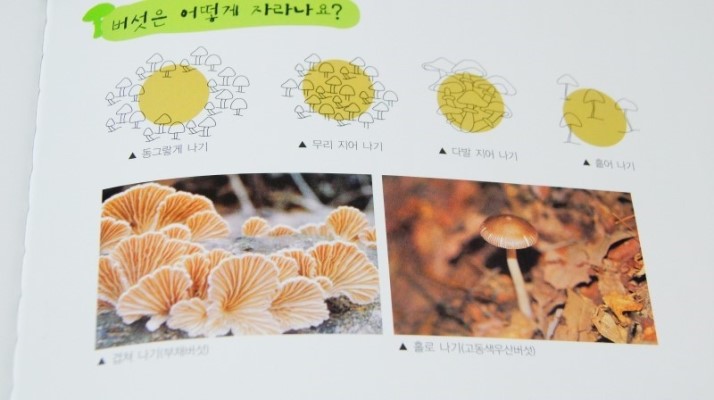 버섯은 어떻게 자라나요?
▲ 동그랗게 나기
▲ 무리 지어 나기
▲ 다발 지어 나기
▲ 흩어 나기
▲ 겹쳐 나기(부채버섯)
▲ 홀로 나기(고동색우산버섯)